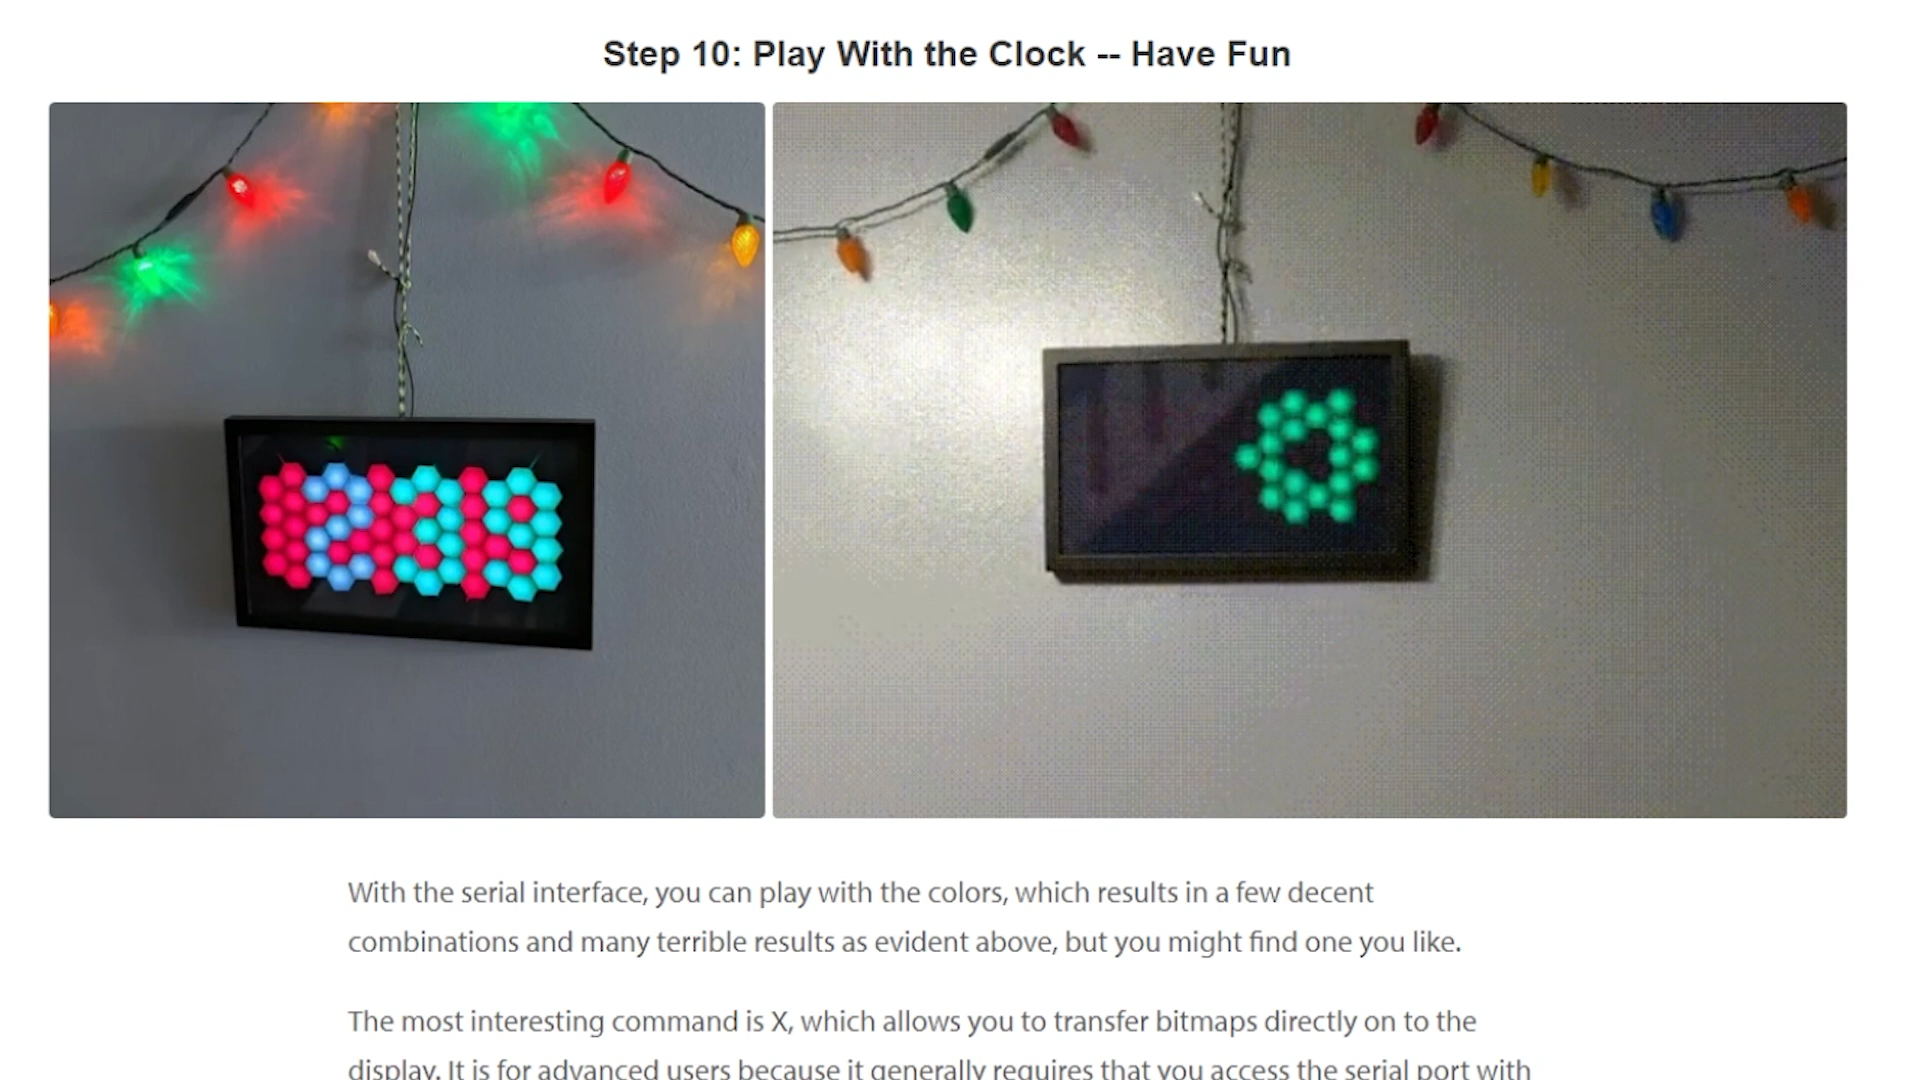 Step 10: Play With the Clock -- Have Fun
With the serial interface, you can play with the colors, which results in a few decent
combinations and many terrible results as evident above, but you might find one you like.
The most interesting command is X, which allows you to transfer bitmaps directly on to the
display. It is for advanced users because it generally requires that you access the serial port with